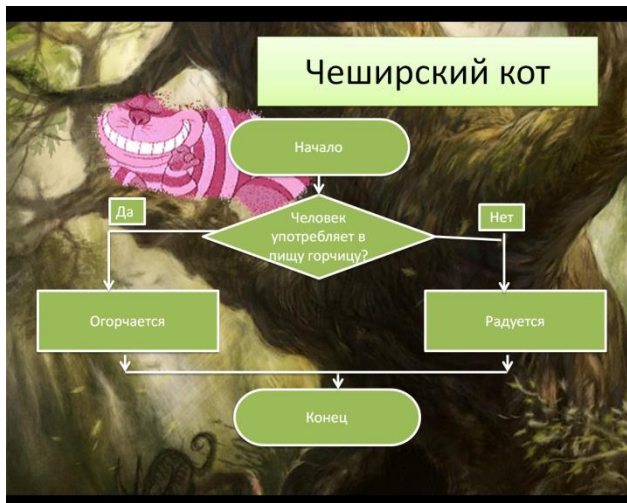 Чеширский кот
Начало
Да
Человек
употребляет в
пищу горчицу?
Нет
Огорчается
Радуется
Конец